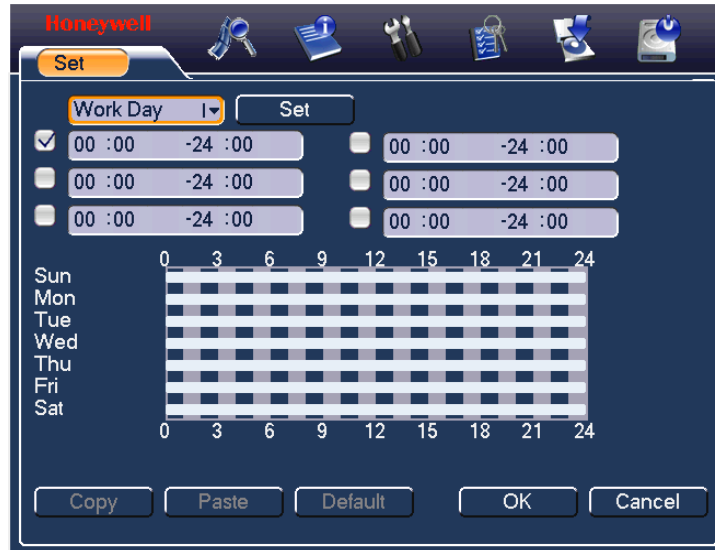 Honeywell
Set
Work Day Set
00 :00 -24 :00 00 :00 -24 :00
00 :00 -24 :00 00 :00 -24 :00
00 :00 -24 :00 00 :00 -24 :00
0 3 6 9 12 15 18 21 24
Sun
Mon
Tue
Wed
Thu
Fri
Sat
0 3 6 9 12 15 18 21 24
Copy Paste Default OK Cancel